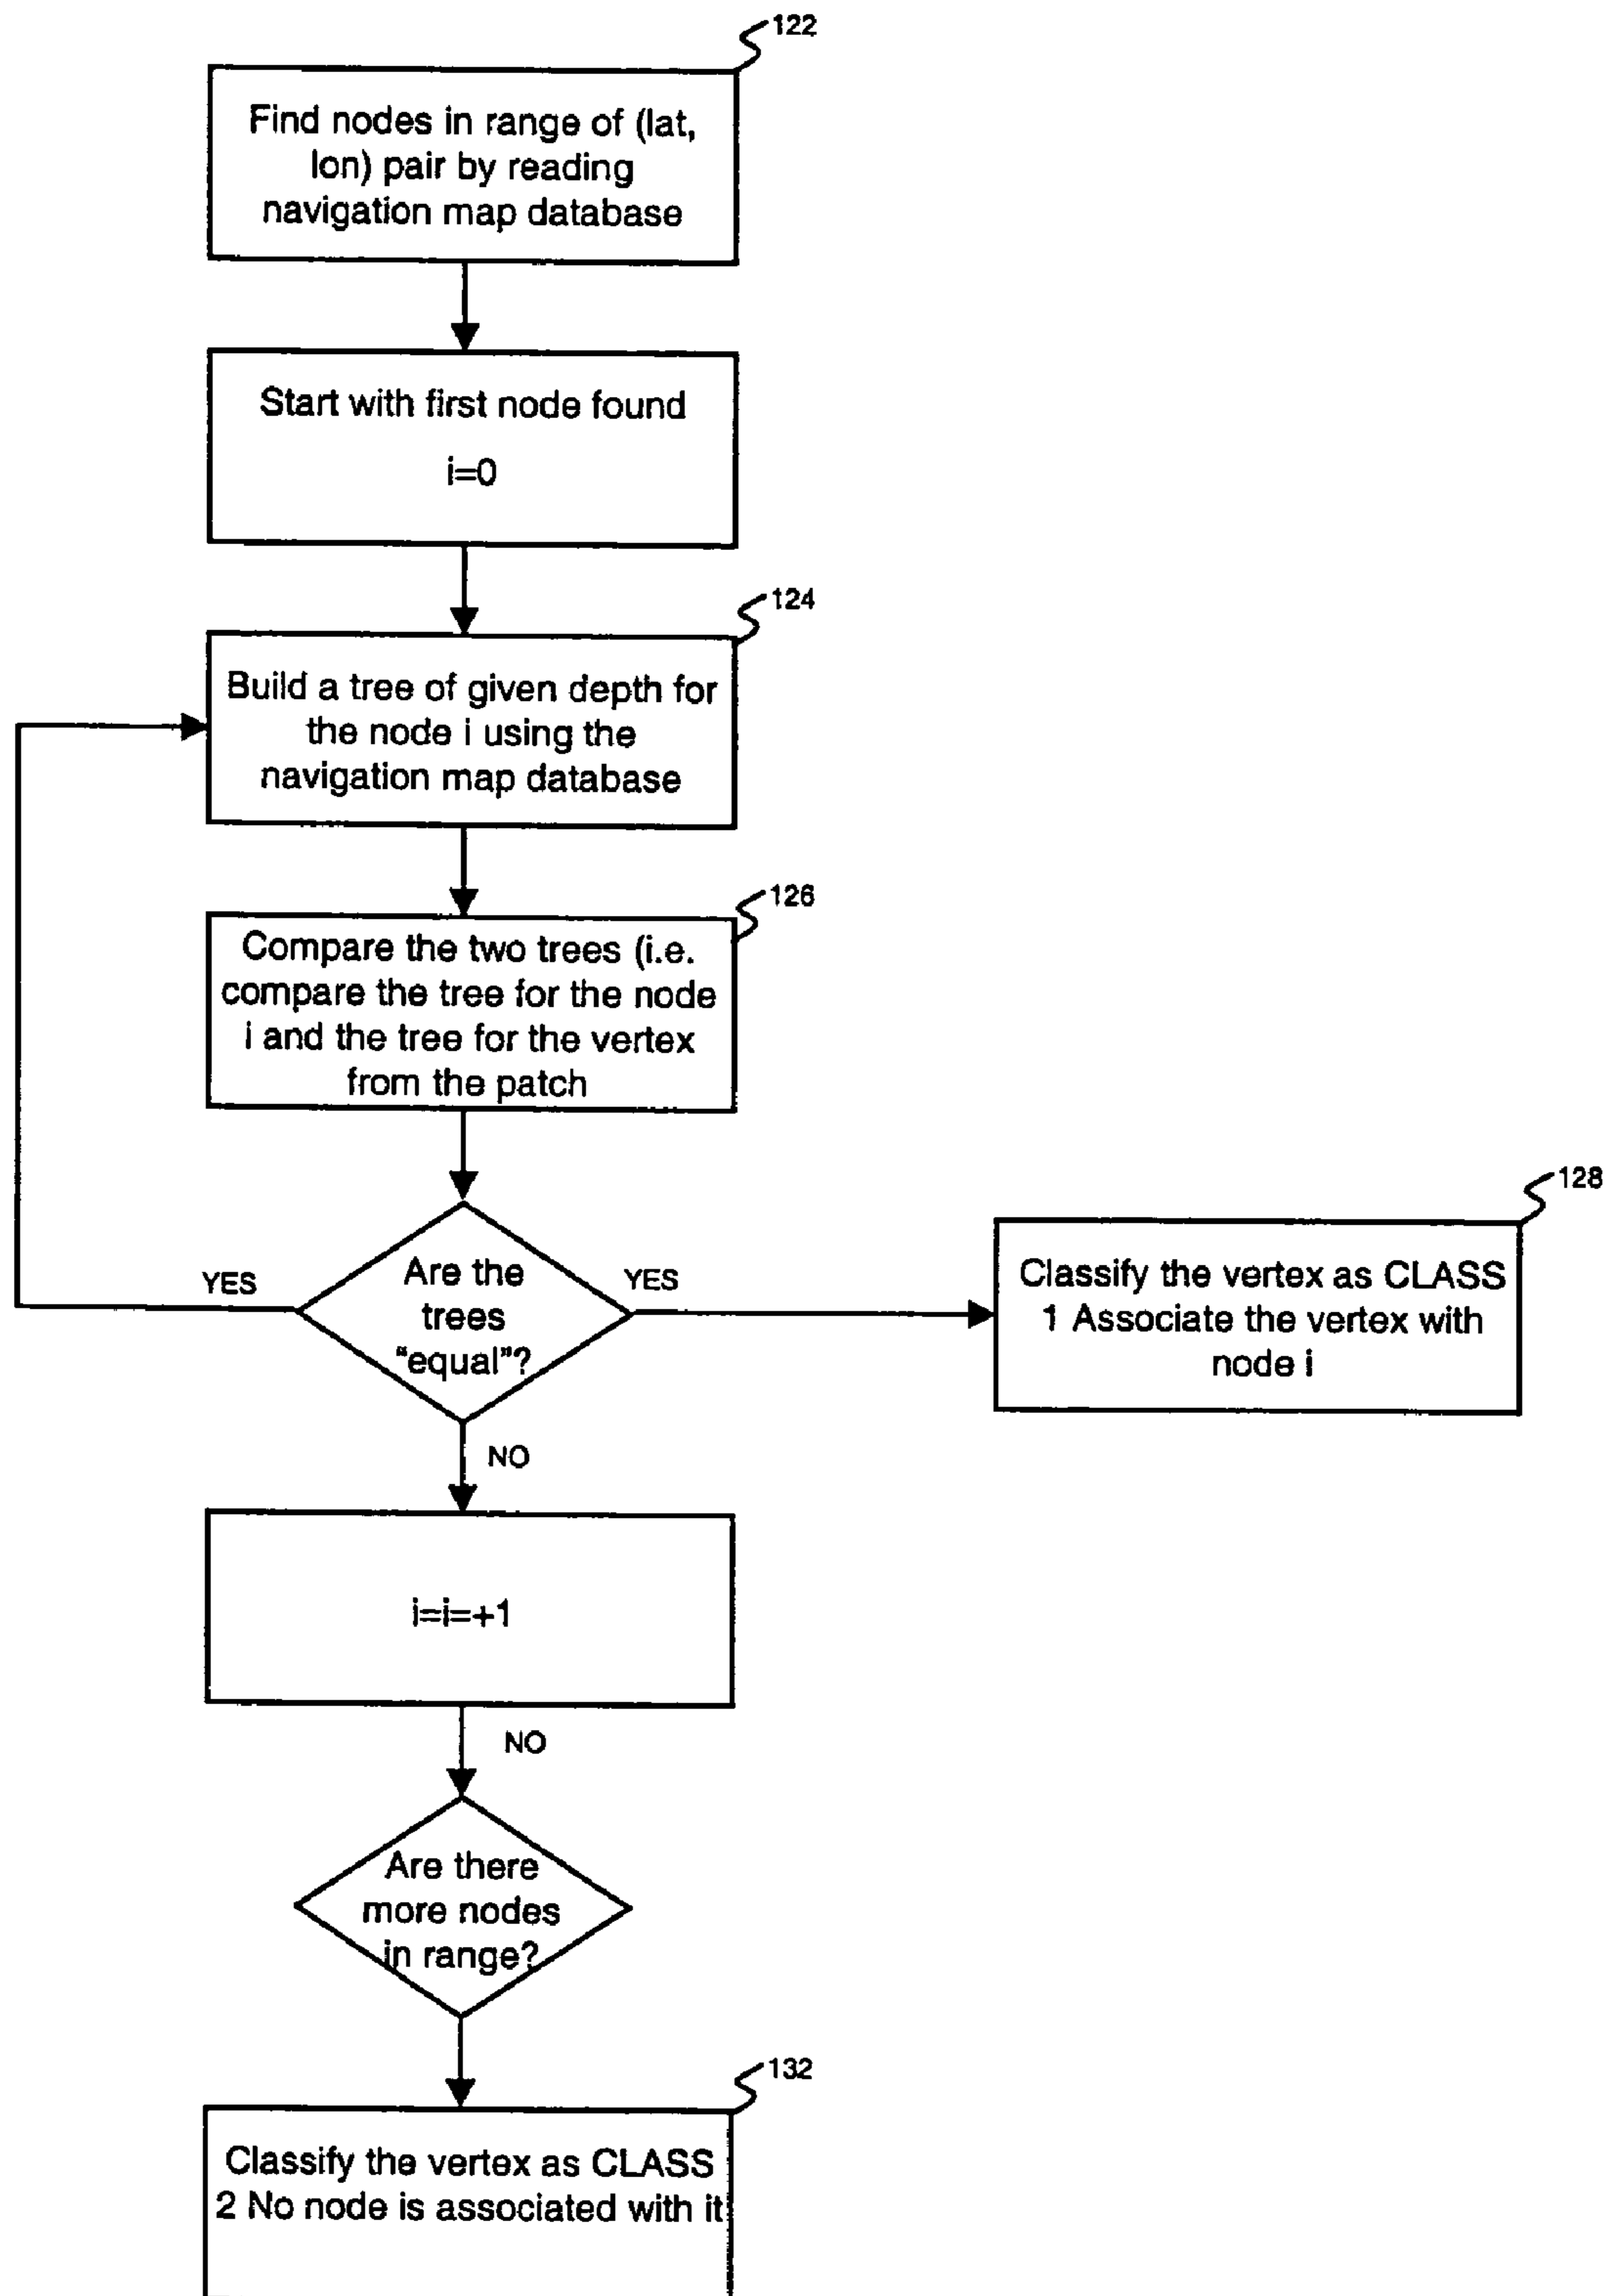 122
Find nodes in range of (lat,
lon) pair by reading
navigation map database
Start with first node found
i=0
124
Build a tree of given depth for
the node i using the
navigation map database
126
Compare the two trees (i.e.
compare the tree for the node
i and the tree for the vertex
from the patch
YES
Are the
trees
"equal"?
YES
128
Classify the vertex as CLASS
1 Associate the vertex with
node i
NO
i=i=+1
NO
Are there
more nodes
in range?
132
Classify the vertex as CLASS
2 No node is associated with it